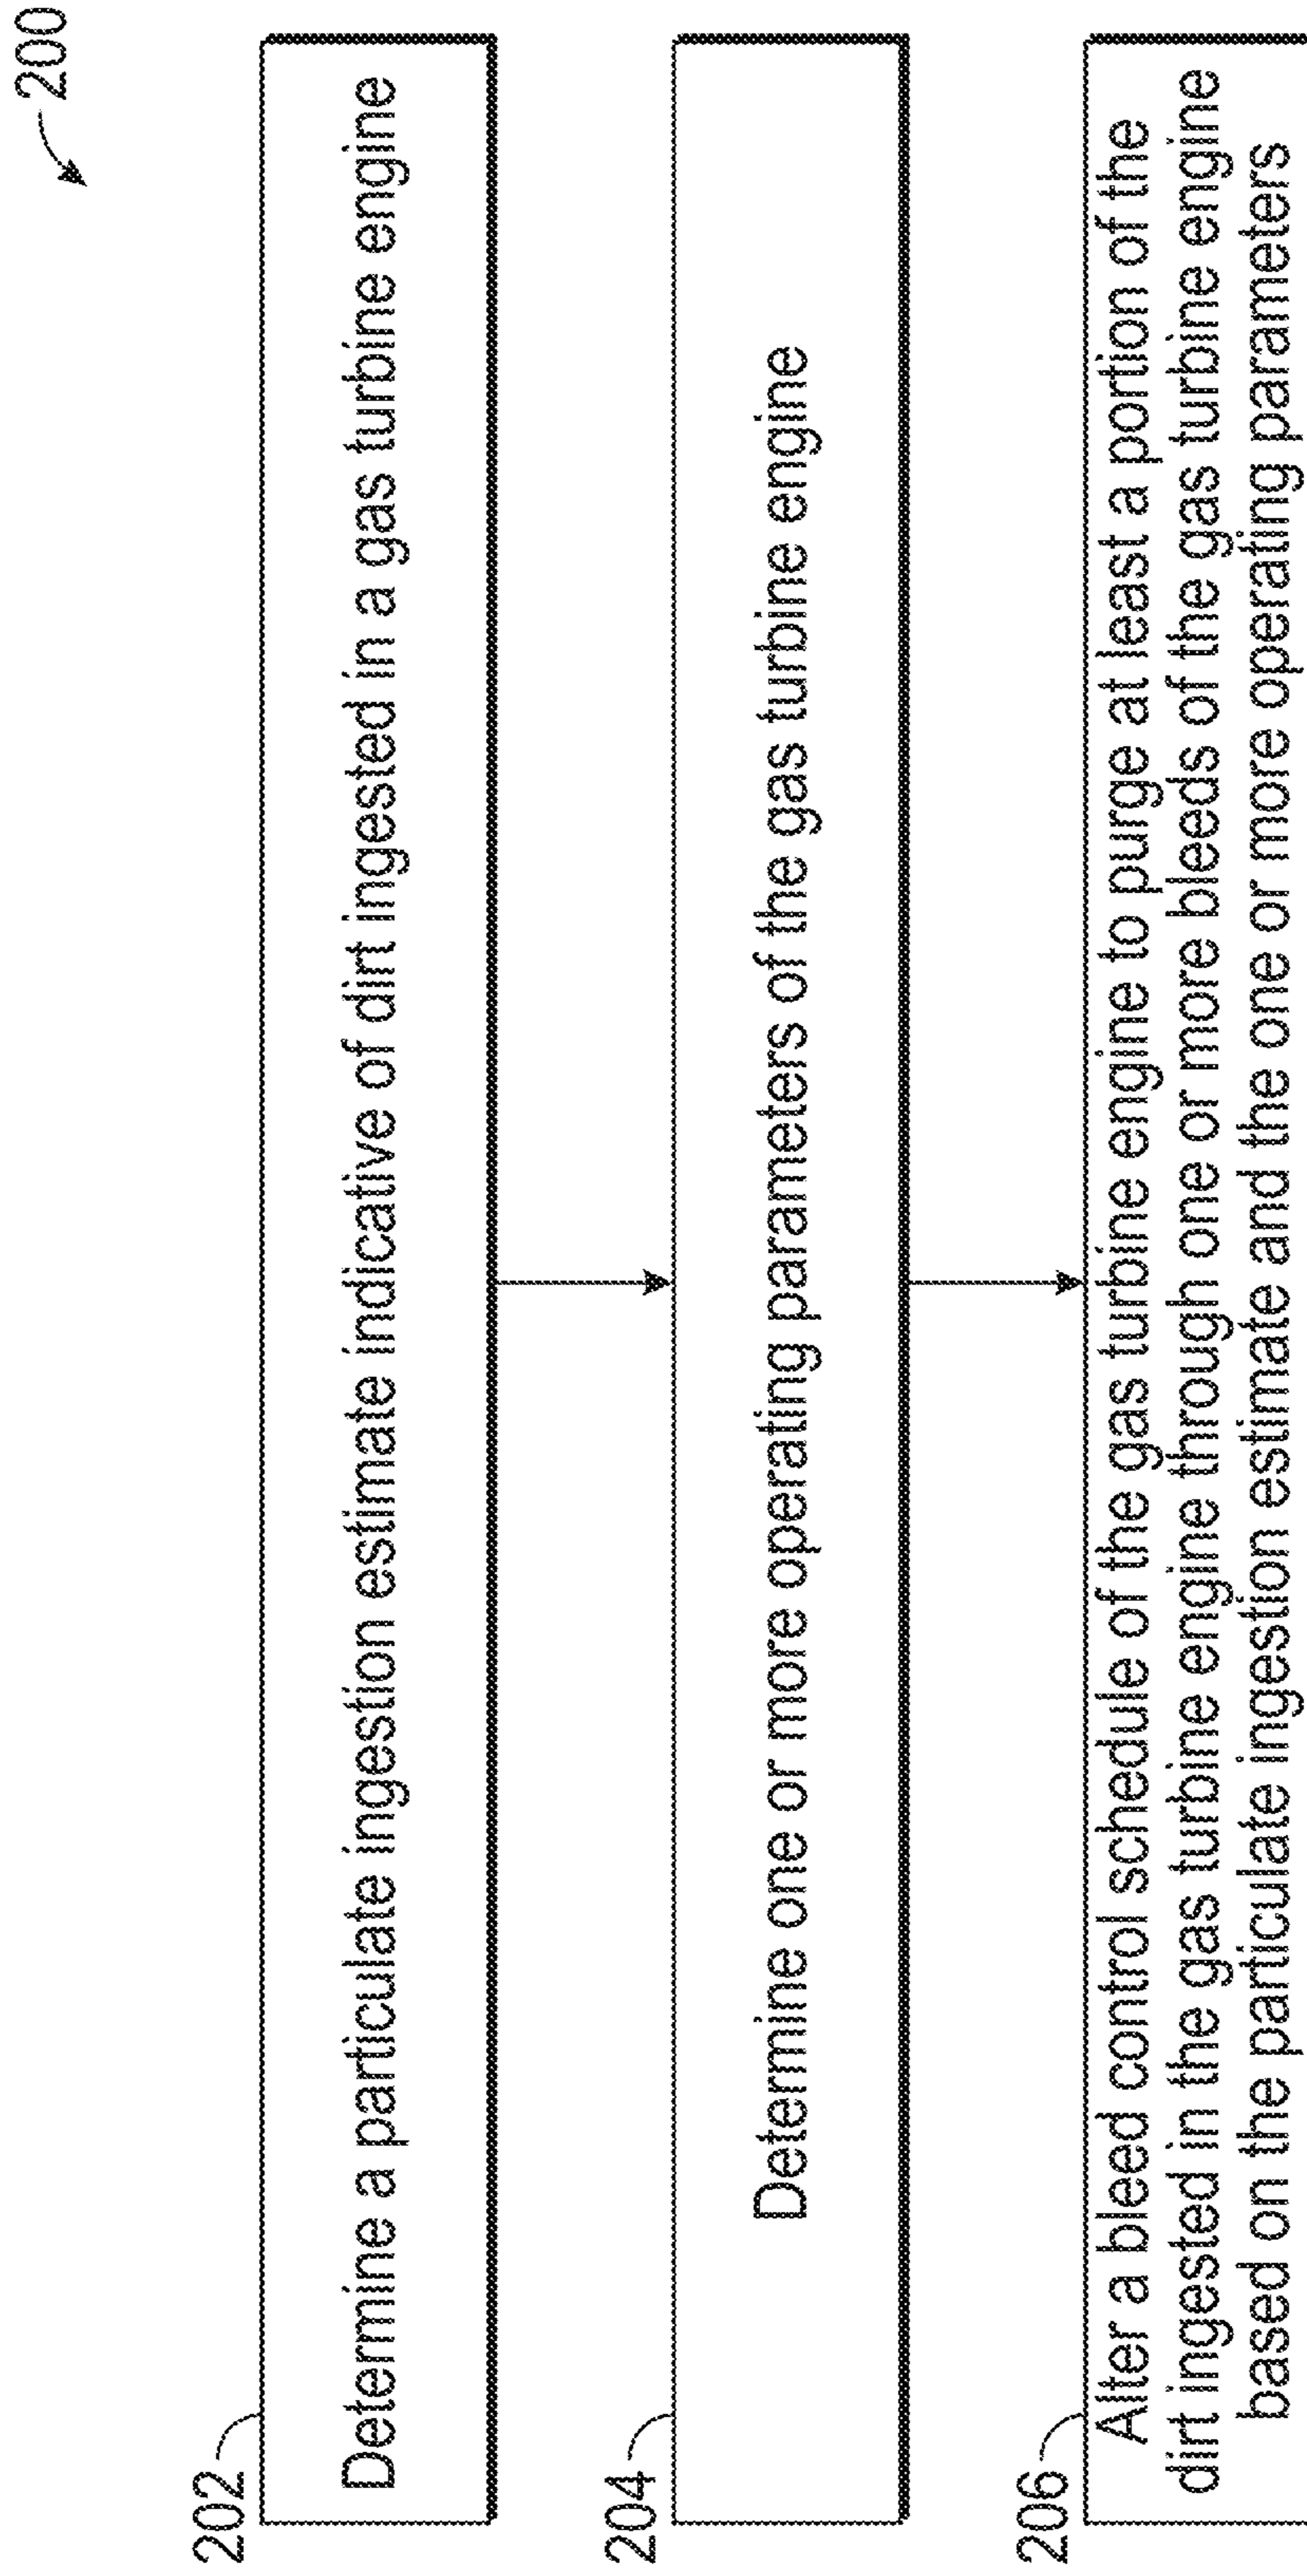 200
202
Determine a particulate ingestion estimate indicative of dirt ingested in a gas turbine engine
204
Determine one or more operating parameters of the gas turbine engine
206
Alter a bleed control schedule of the gas turbine engine to purge at least a portion of the
dirt ingested in the gas turbine engine through one or more bleeds of the gas turbine engine
based on the particulate ingestion estimate and the one or more operating parameters